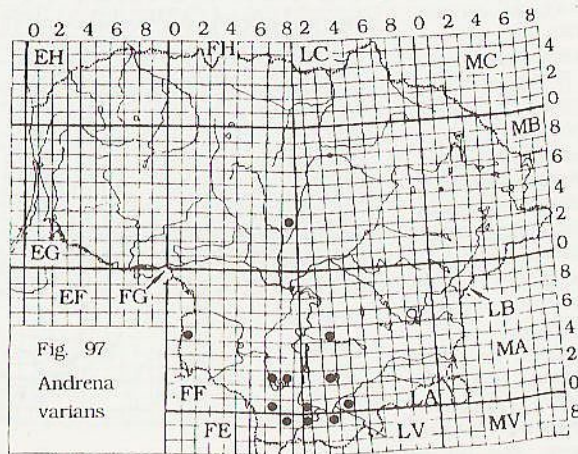 0 2 4 6 8 0 2 4 6 8 2 4 6 8 0 2 4 6 8
EH FH LC MC
4
2
0
MB 8
6
4
2
0
EG
EF FG LB 8
6
Fig. 97 MA 4
Andrena 2
varians FF LA 0
FE LV MV 8